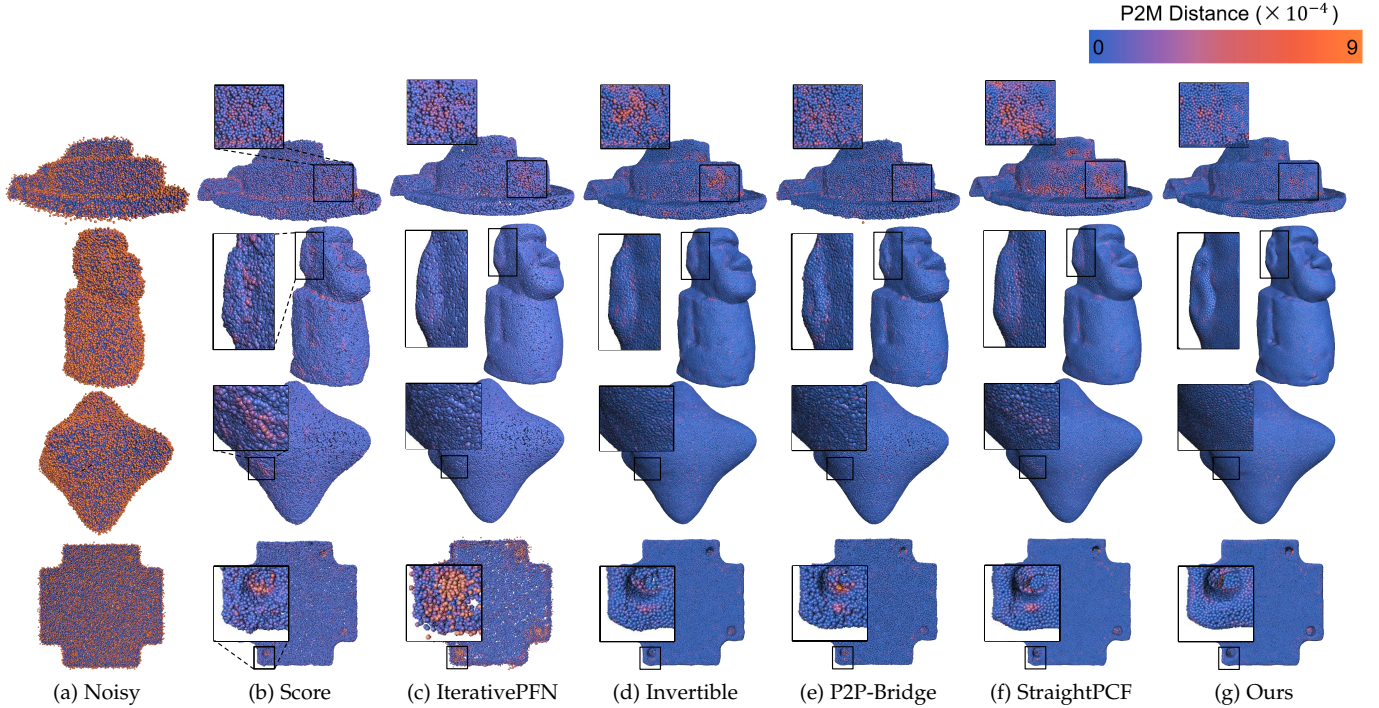 P2M Distance (× 10⁻⁴)
0 9
(a) Noisy (b) Score (c) IterativePFN (d) Invertible (e) P2P-Bridge (f) StraightPCF (g) Ours